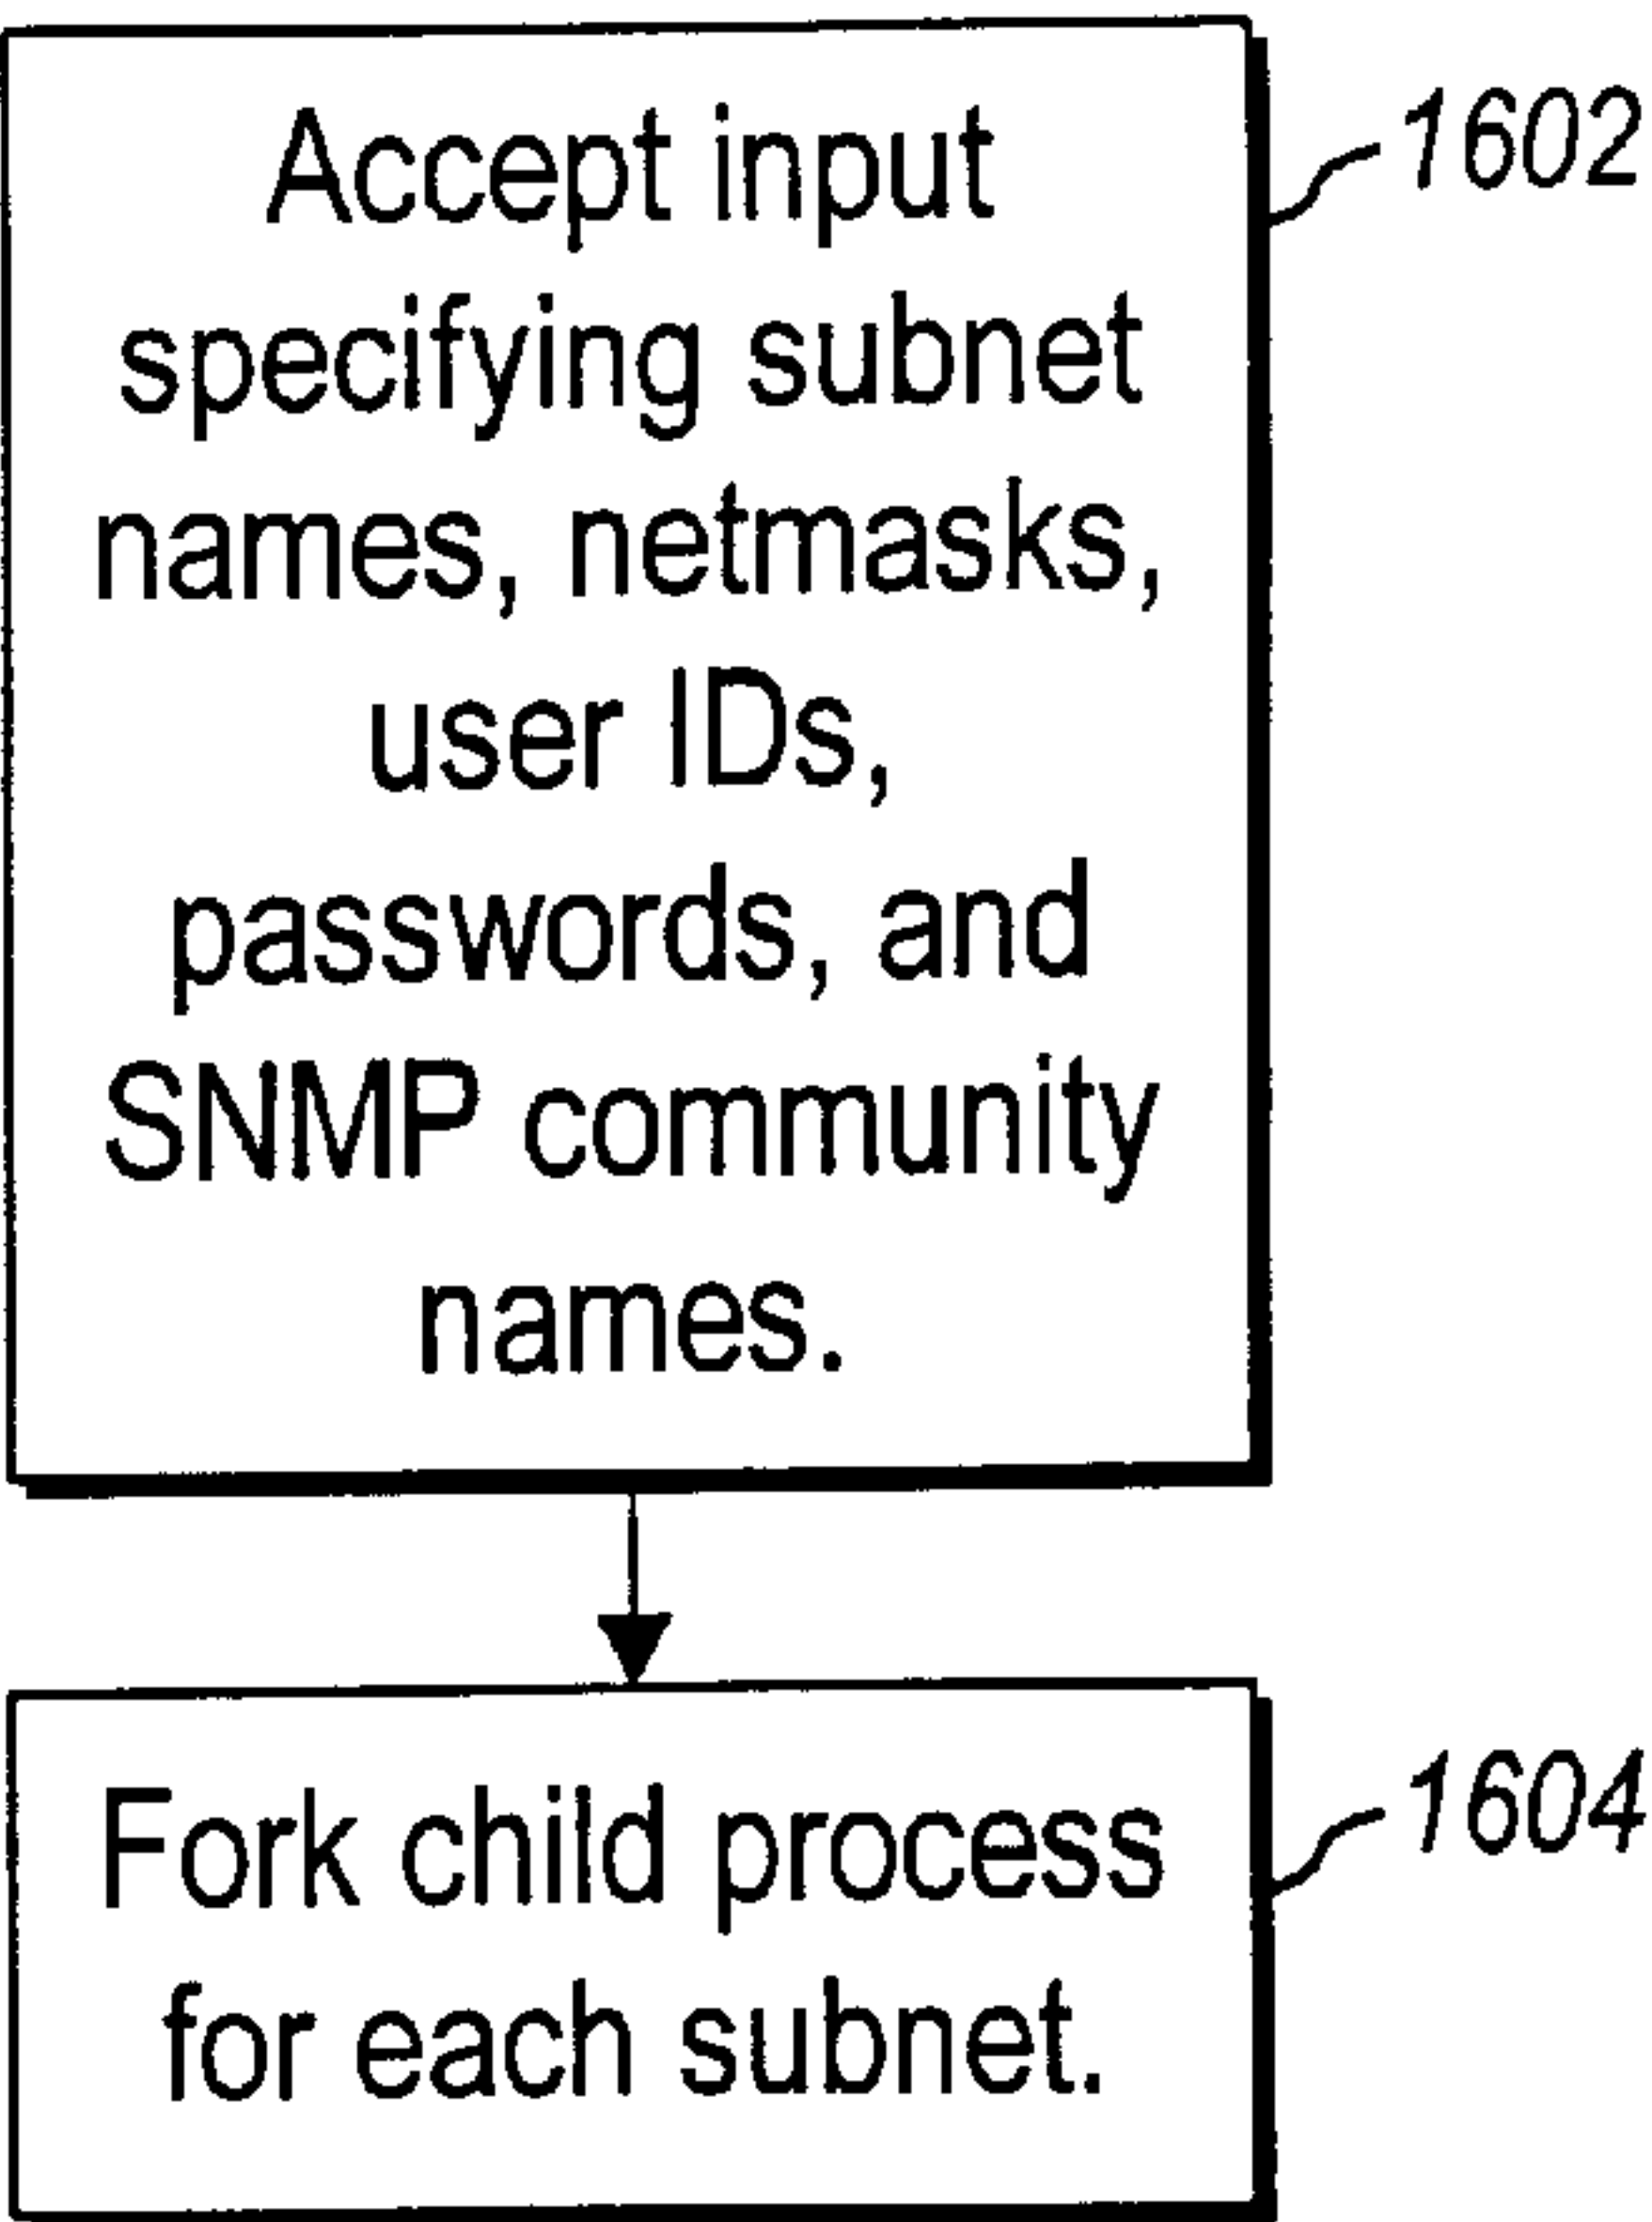 Accept input
specifying subnet
names, netmasks,
user IDs,
passwords, and
SNMP community
names.
1602
Fork child process
for each subnet.
1604